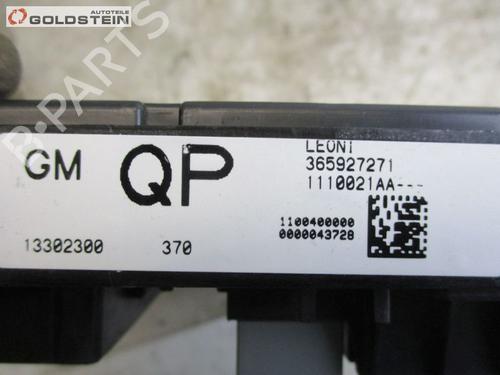 AUTOTEILE
GOLDSTEIN
B-PARTS
GM QP
LEONI
365927271
1110021AA---
1100400000
0000043728
13302300 370